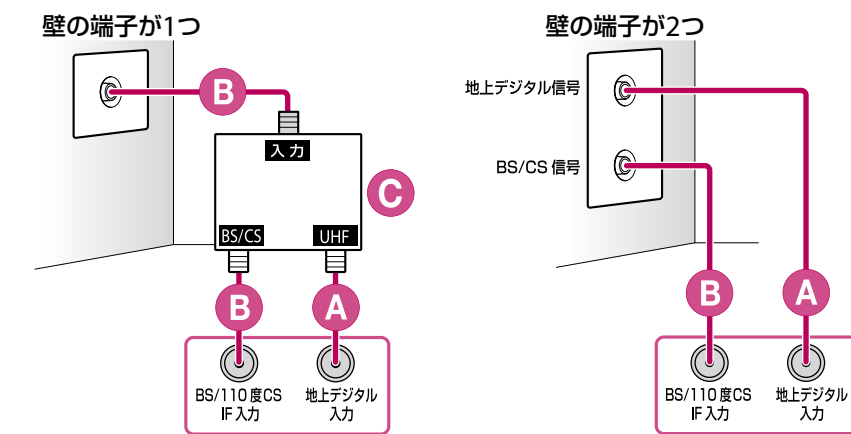 壁の端子が1つ
B
入力
C
BS/CS
UHF
B
A
BS/110度CS
IF入力
地上デジタル
入力
壁の端子が2つ
地上デジタル信号
BS/CS 信号
B
A
BS/110度CS
IF入力
地上デジタル
入力